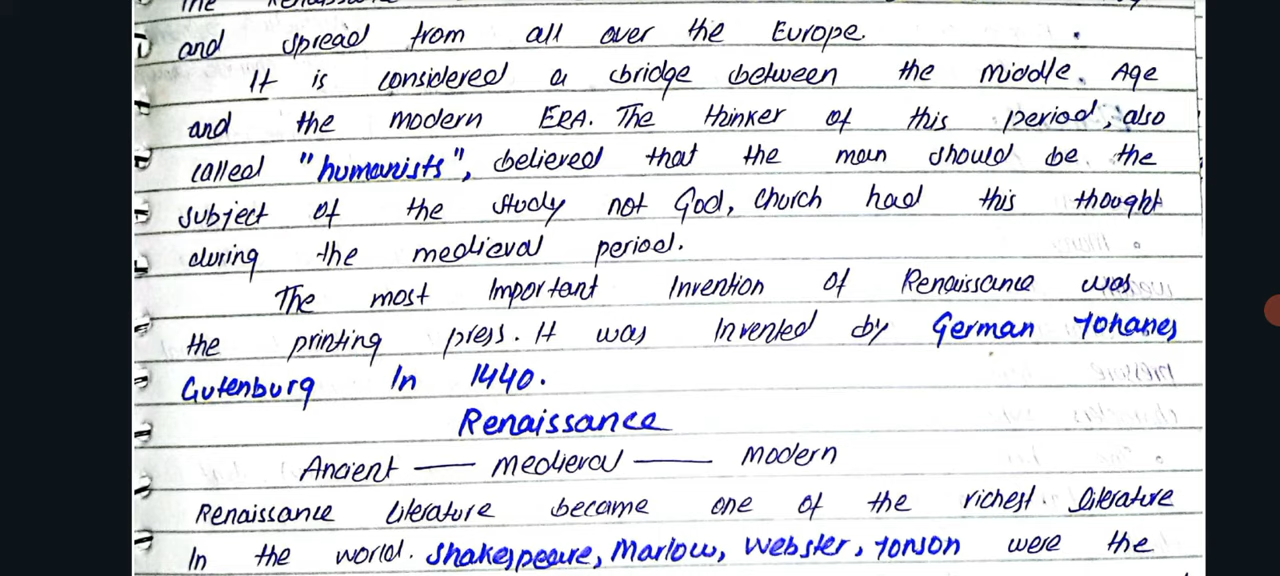 and spread from all over the Europe.
It is considered a bridge between the middle. Age
and the modern ERA. The thinker of this period, also
called "humanists", believed that the man should be. the
subject of the study not God, church had this thought
during the medieval period.
The most Important Invention of Renaissance was
the printing press. It was Invented by German Yohanes
Gutenburg In 1440.
Renaissance
Ancient — medieval — modern
Renaissance literature became one of the richest. literature
In the world. Shakespeare, Marlow, Webster, Jonson were the